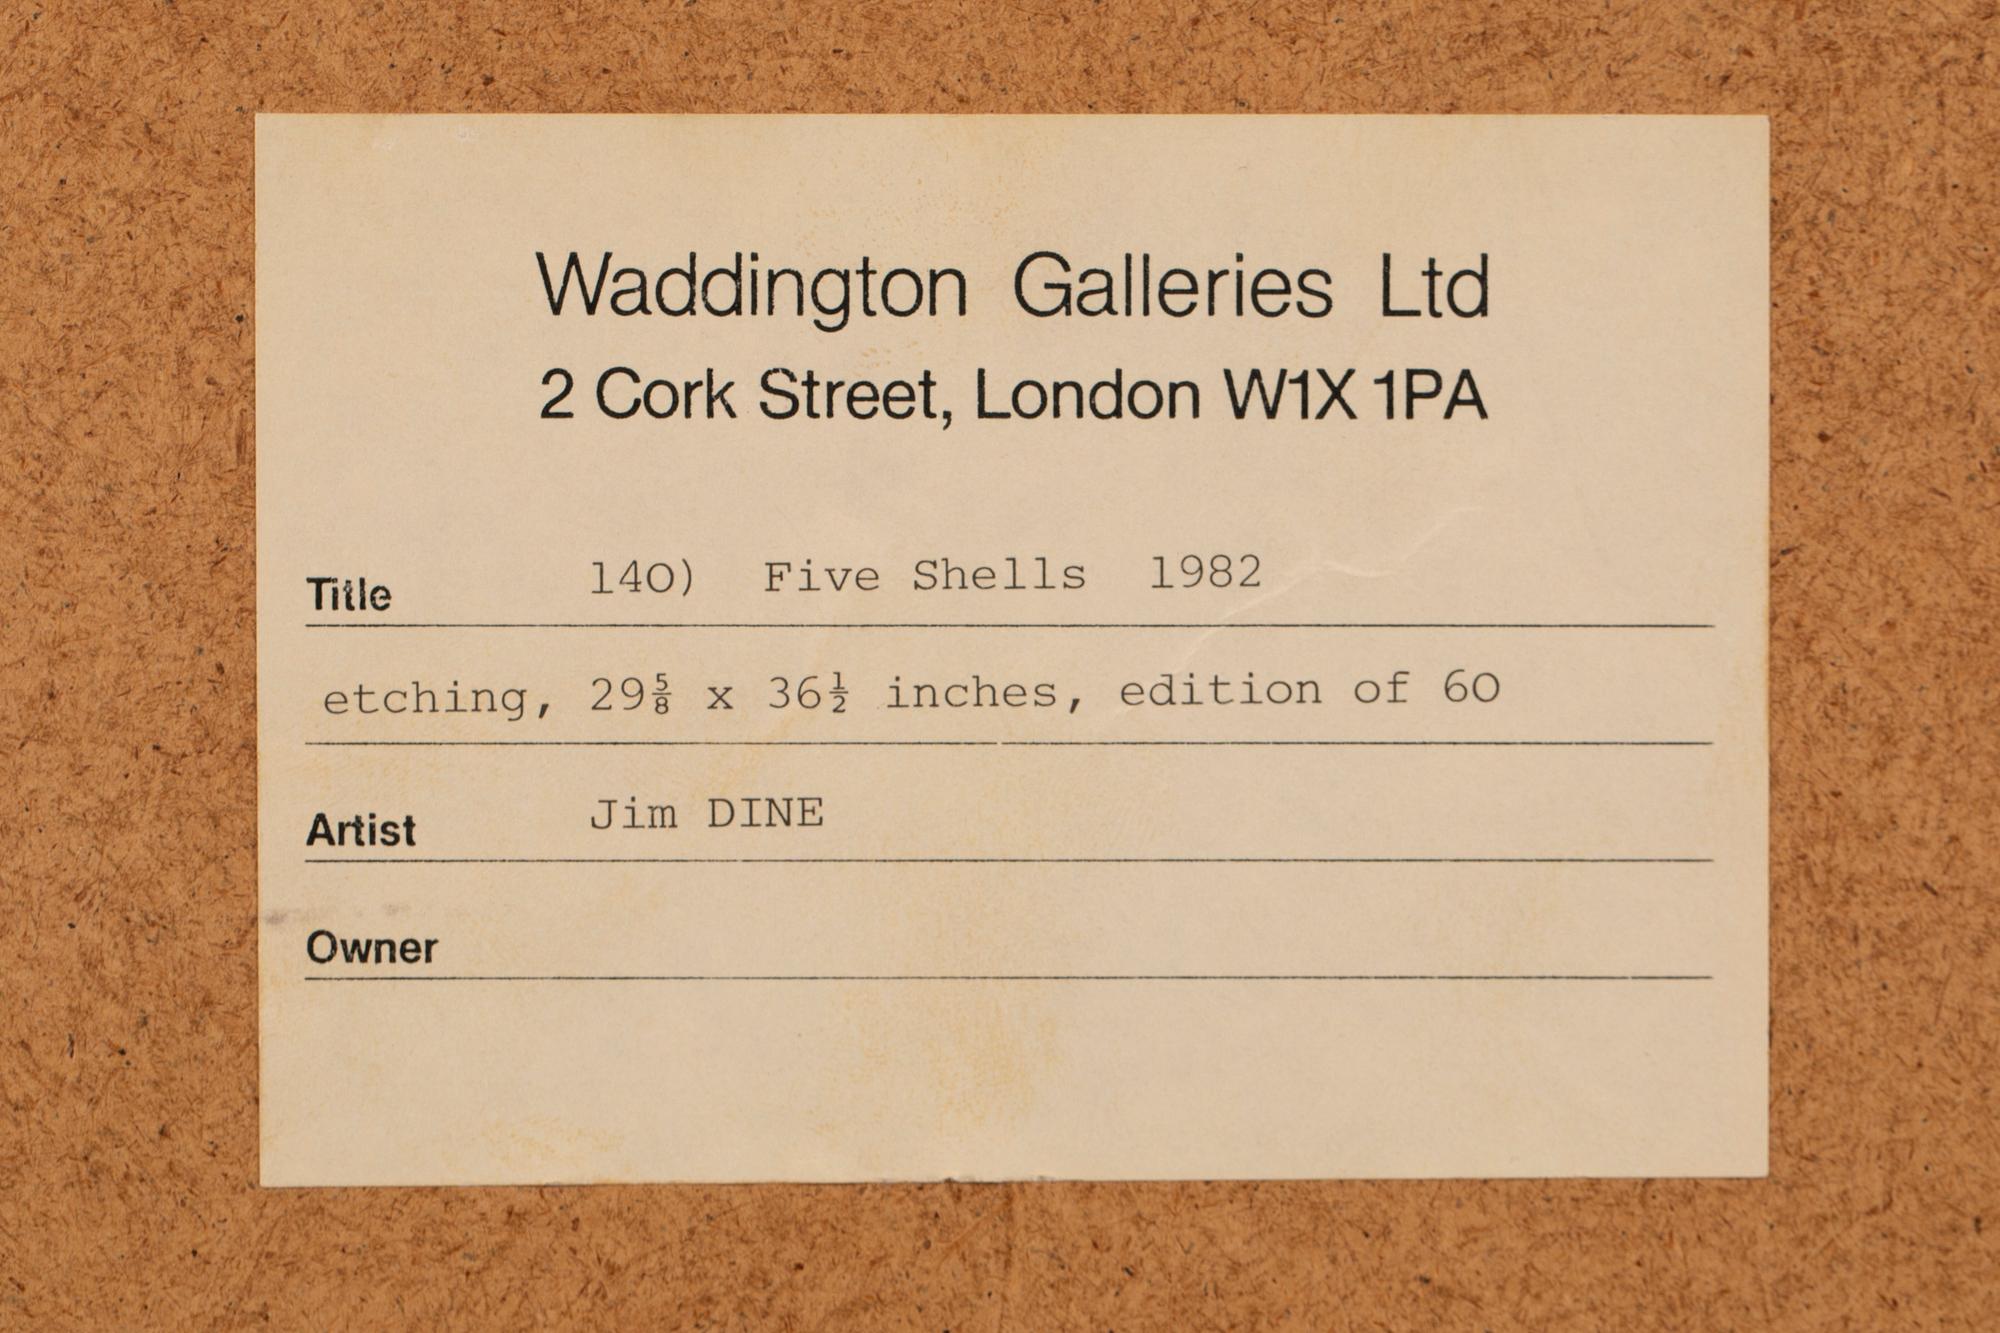 Waddington Galleries Ltd
2 Cork Street, London W1X 1PA
Title 140) Five Shells 1982
etching, 29⅝ x 36½ inches, edition of 60
Artist Jim DINE
Owner